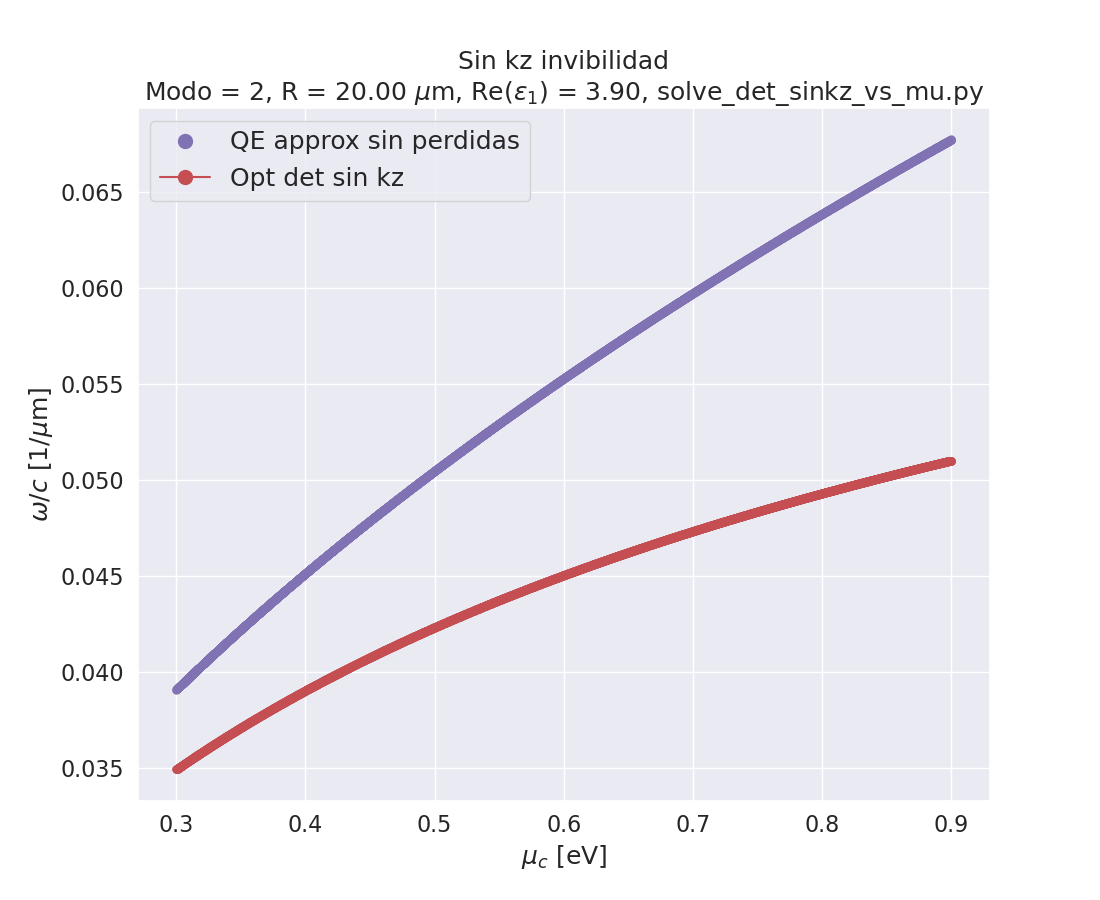 Sin kz invibilidad
Modo = 2, R = 20.00 μm, Re(ε₁) = 3.90, solve_det_sinkz_vs_mu.py
QE approx sin perdidas
Opt det sin kz
0.065
0.060
0.055
0.050
0.045
0.040
0.035
ω/c [1/μm]
0.3 0.4 0.5 0.6 0.7 0.8 0.9
μ_c [eV]